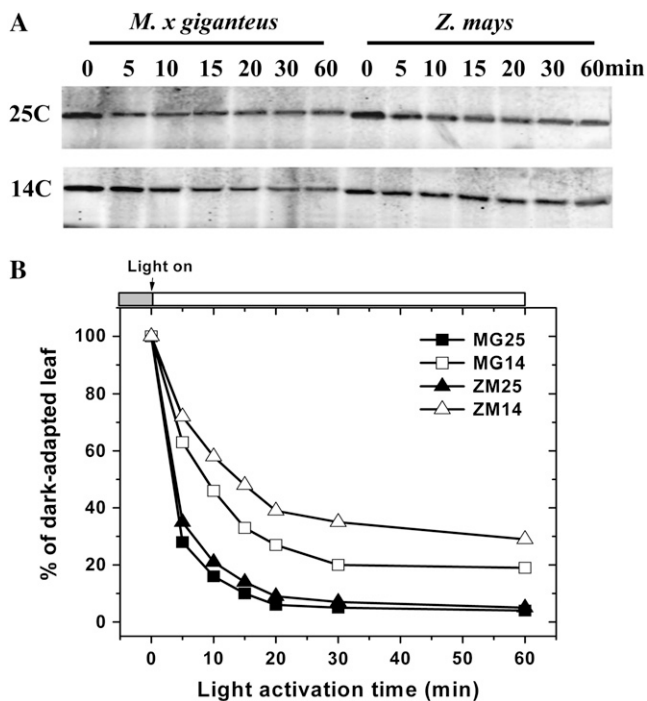 A
M. x giganteus Z. mays
0 5 10 15 20 30 60 0 5 10 15 20 30 60min
25C
14C
B
Light on
100
80
60
40
20
0
MG25
MG14
ZM25
ZM14
% of dark-adapted leaf
0 10 20 30 40 50 60
Light activation time (min)